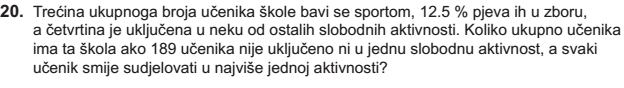 20. Trećina ukupnoga broja učenika škole bavi se sportom, 12.5 % pjeva ih u zboru,
a četvrtina je uključena u neku od ostalih slobodnih aktivnosti. Koliko ukupno učenika
ima ta škola ako 189 učenika nije uključeno ni u jednu slobodnu aktivnost, a svaki
učenik smije sudjelovati u najviše jednoj aktivnosti?